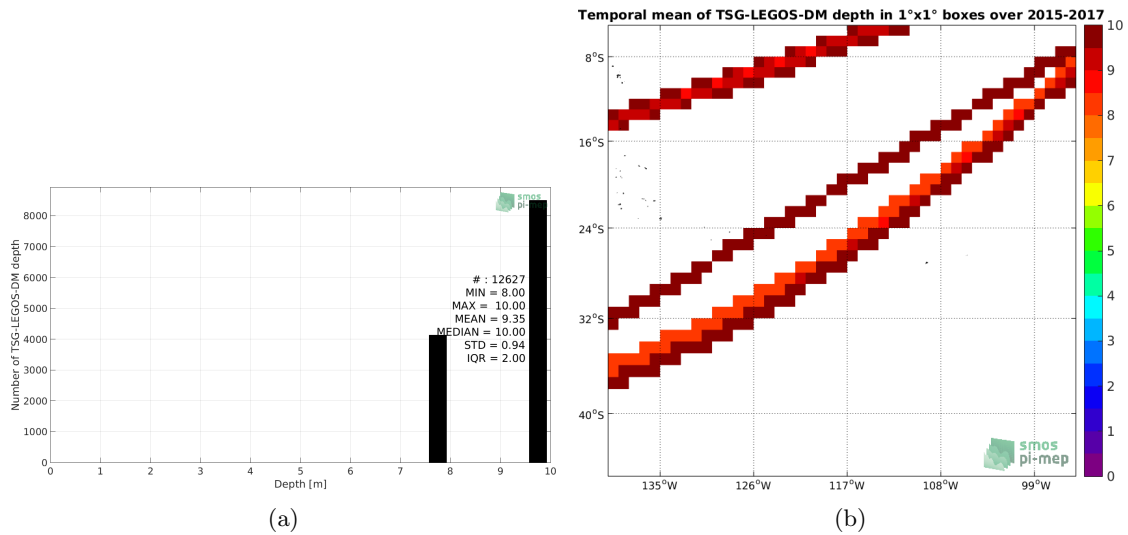 Temporal mean of TSG-LEGOS-DM depth in 1°x1° boxes over 2015-2017
smos
pi-mep
# : 12627
MIN = 8.00
MAX = 10.00
MEAN = 9.35
MEDIAN = 10.00
STD = 0.94
IQR = 2.00
Number of TSG-LEGOS-DM depth
8000
7000
6000
5000
4000
3000
2000
1000
0
0 1 2 3 4 5 6 7 8 9 10
Depth [m]
(a)
8°S
16°S
24°S
32°S
40°S
135°W 126°W 117°W 108°W 99°W
smos
pi-mep
10
9
8
7
6
5
4
3
2
1
0
(b)